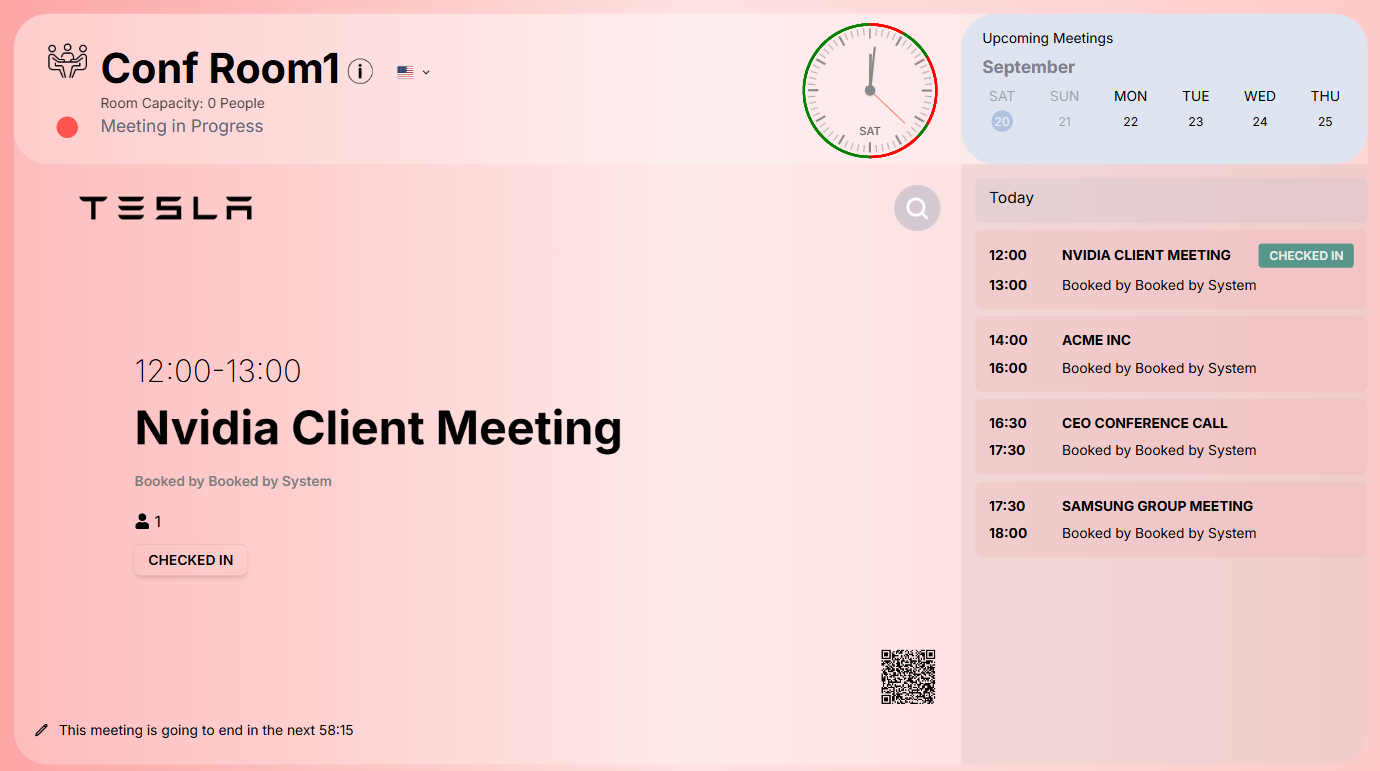 Conf Room1
Room Capacity: 0 People
Meeting in Progress
SAT
Upcoming Meetings
September
SAT SUN MON TUE WED THU
20 21 22 23 24 25
TESLA
12:00-13:00
Nvidia Client Meeting
Booked by Booked by System
1
CHECKED IN
This meeting is going to end in the next 58:15
Today
12:00 NVIDIA CLIENT MEETING CHECKED IN
13:00 Booked by Booked by System
14:00 ACME INC
16:00 Booked by Booked by System
16:30 CEO CONFERENCE CALL
17:30 Booked by Booked by System
17:30 SAMSUNG GROUP MEETING
18:00 Booked by Booked by System